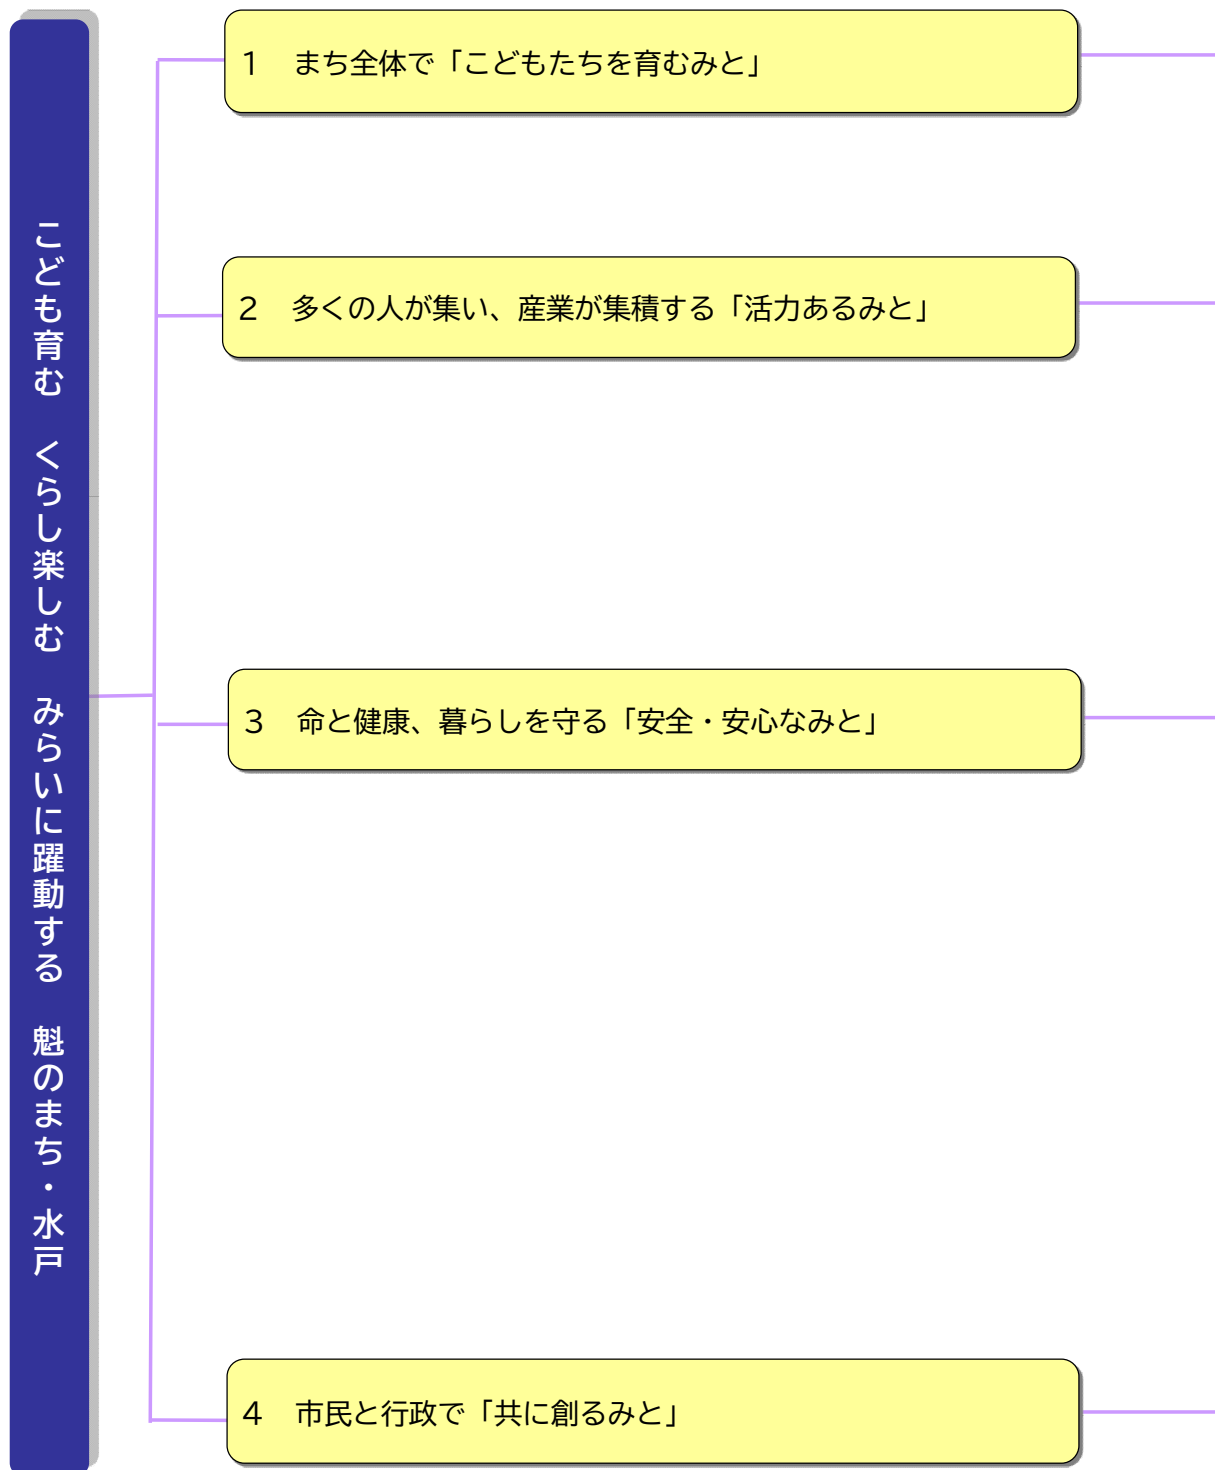 こども育む　くらし楽しむ　みらいに躍動する　魁のまち・水戸
1　まち全体で「こどもたちを育むみと」
2　多くの人が集い、産業が集積する「活力あるみと」
3　命と健康、暮らしを守る「安全・安心なみと」
4　市民と行政で「共に創るみと」